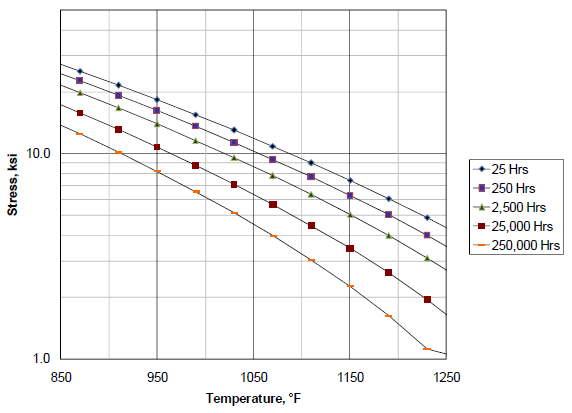 Stress, ksi
10.0
1.0
850
950
1050
1150
1250
Temperature, °F
25 Hrs
250 Hrs
2,500 Hrs
25,000 Hrs
250,000 Hrs